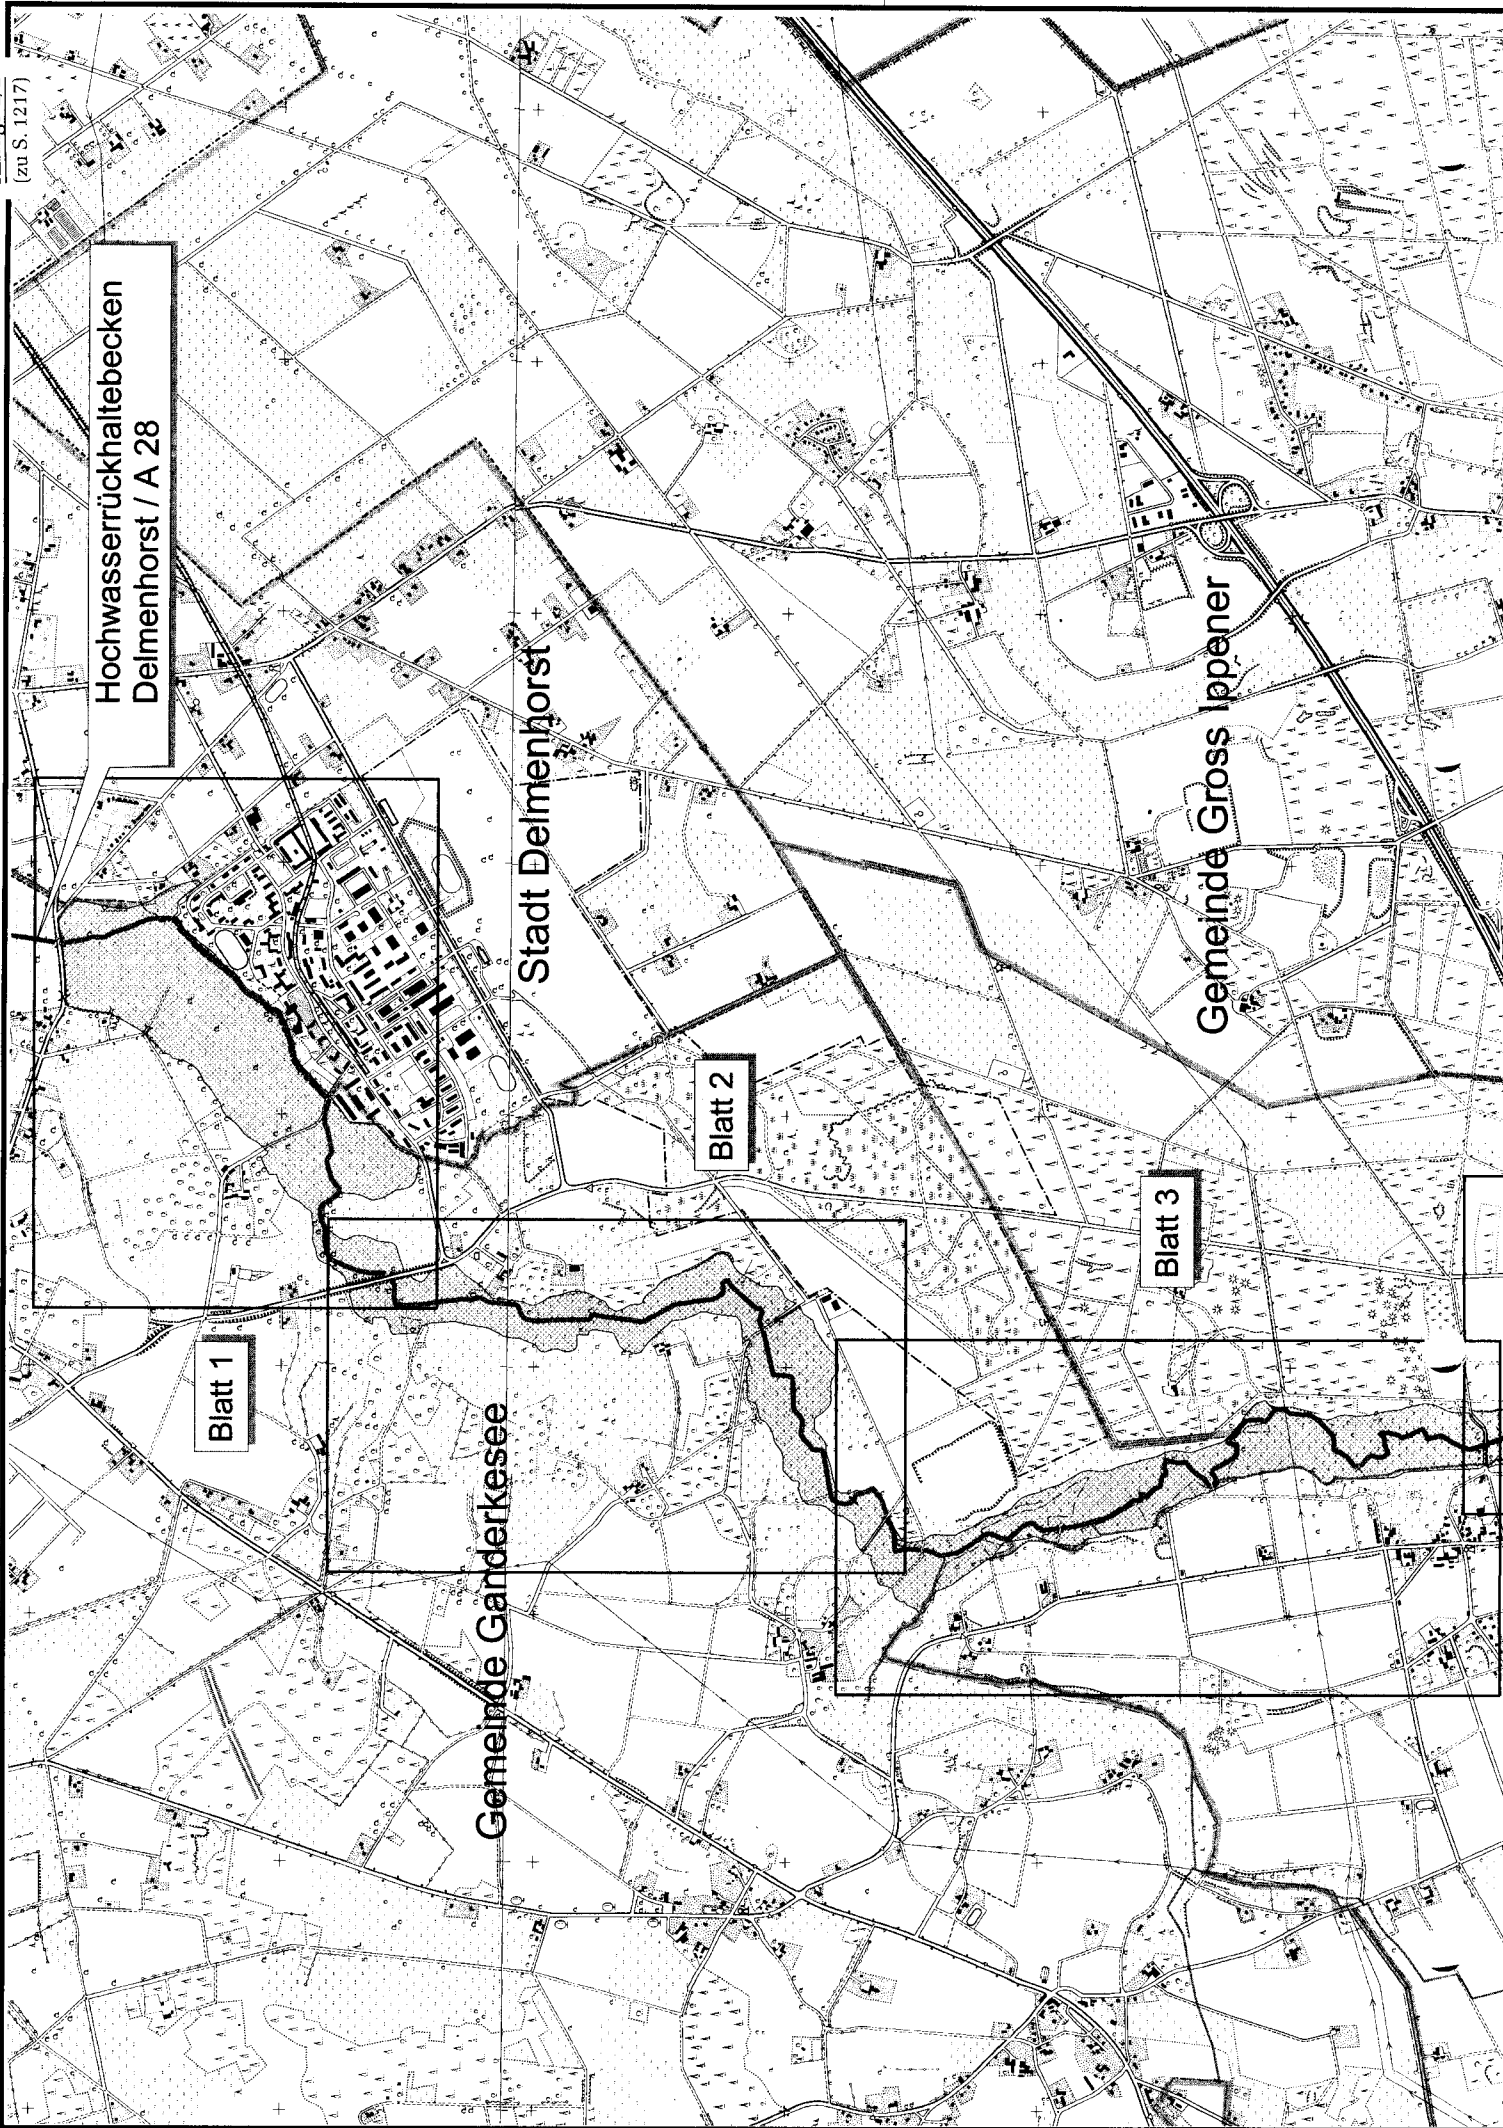 (zu S. 1217)
Hochwasserrückhaltebecken
Delmenhorst / A 28
Stadt Delmenhorst
Blatt 1
Blatt 2
Gemeinde Ganderkesee
Gemeinde Gross Ippener
Blatt 3